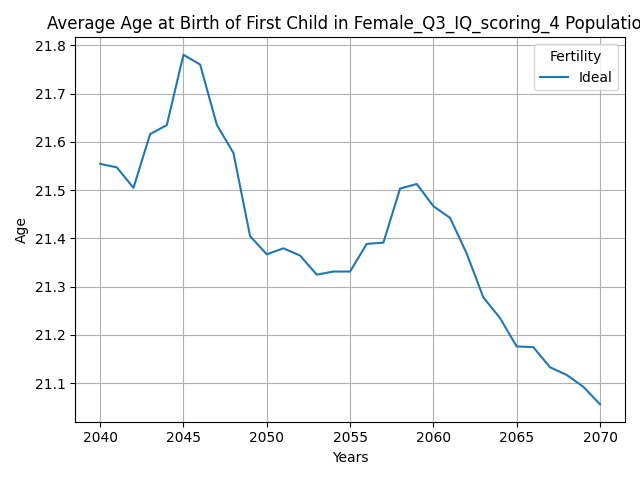 Average Age at Birth of First Child in Female_Q3_IQ_scoring_4 Populatio
21.8
21.7
21.6
21.5
21.4
21.3
21.2
21.1
Age
Fertility
Ideal
2040 2045 2050 2055 2060 2065 2070
Years